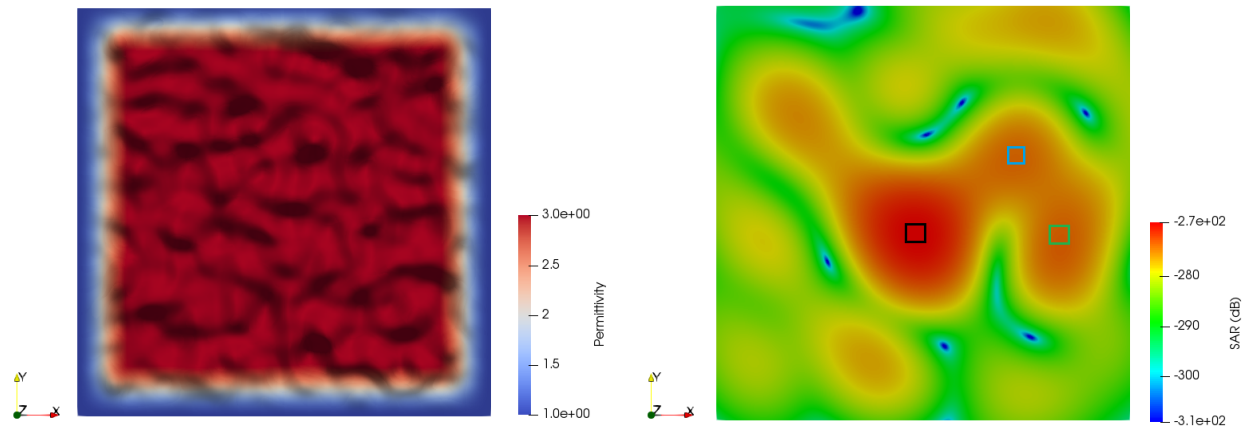 3.0e+00
2.5
2
1.5
1.0e+00
Permittivity
Y
Z
X
-2.7e+02
-280
-290
-300
-3.1e+02
SAR (dB)
Y
Z
X